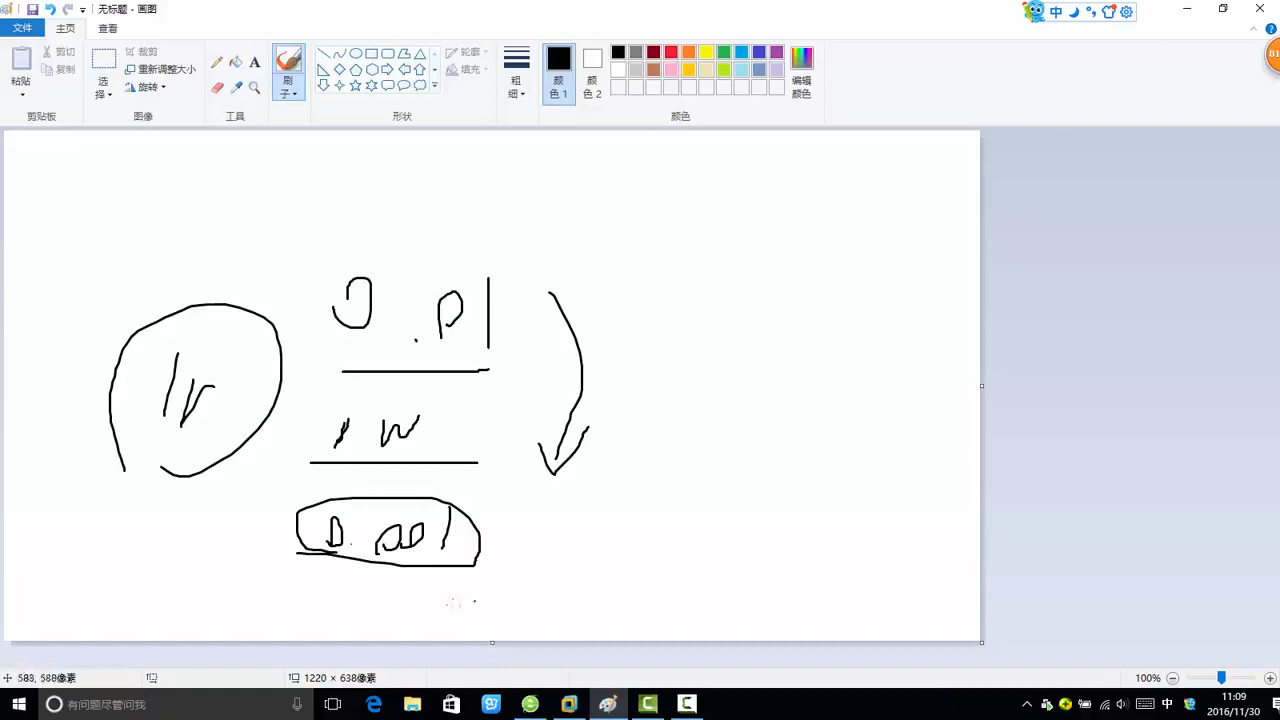 无标题 - 画图
文件 主页 查看
粘贴 剪切 复制 选择 裁剪 重新调整大小 旋转 A 刷子 轮廓 填充 粗细 颜色 1 颜色 2 编辑颜色
剪贴板 图像 工具 形状 颜色
中
81
0.01
1W
0.001
588, 588像素 1220 × 638像素 100%
有问题尽管问我 中 11:09
2016/11/30